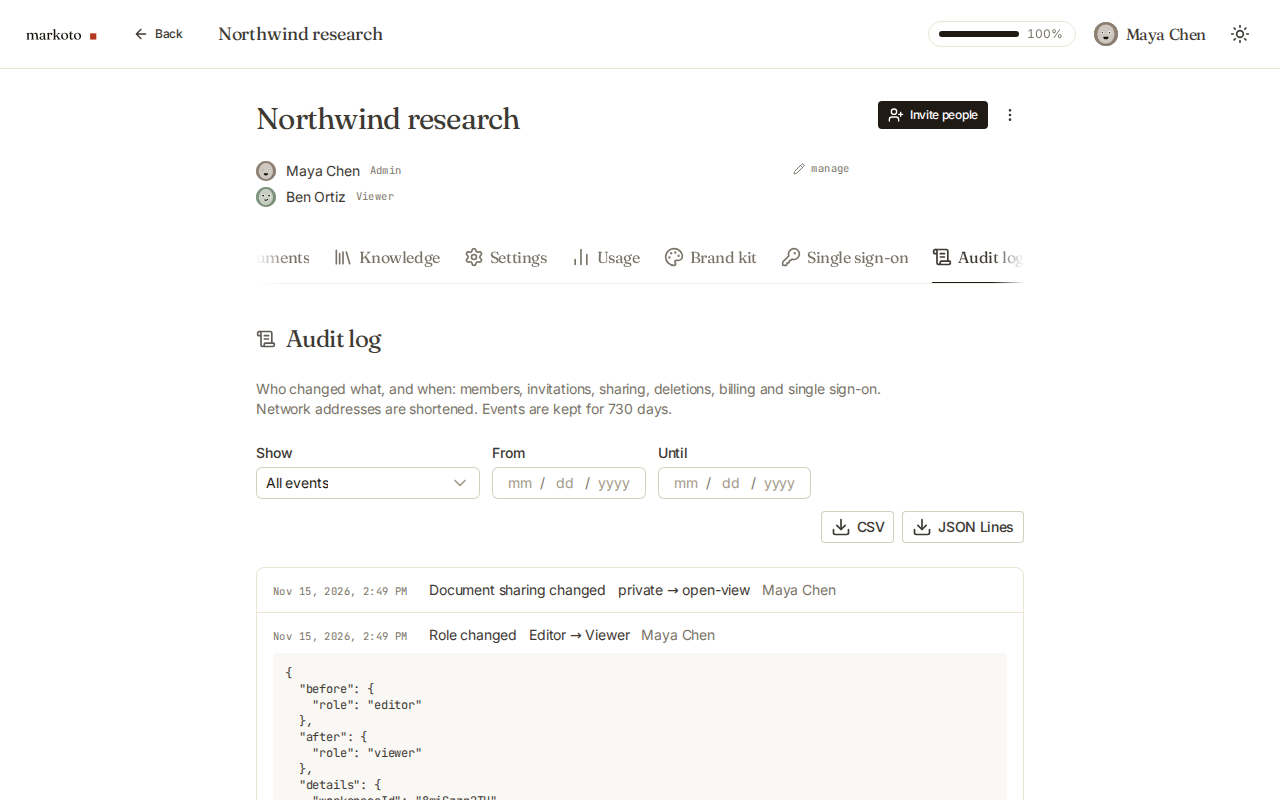 markoto
Back
Northwind research
100%
Maya Chen
Northwind research
Invite people
Maya Chen Admin
manage
Ben Ortiz Viewer
Knowledge Settings Usage Brand kit Single sign-on Audit log
Audit log
Who changed what, and when: members, invitations, sharing, deletions, billing and single sign-on.
Network addresses are shortened. Events are kept for 730 days.
Show From Until
All events mm / dd / yyyy mm / dd / yyyy
CSV JSON Lines
Nov 15, 2026, 2:49 PM Document sharing changed private → open-view Maya Chen
Nov 15, 2026, 2:49 PM Role changed Editor → Viewer Maya Chen
{
"before": {
"role": "editor"
},
"after": {
"role": "viewer"
},
"details": {